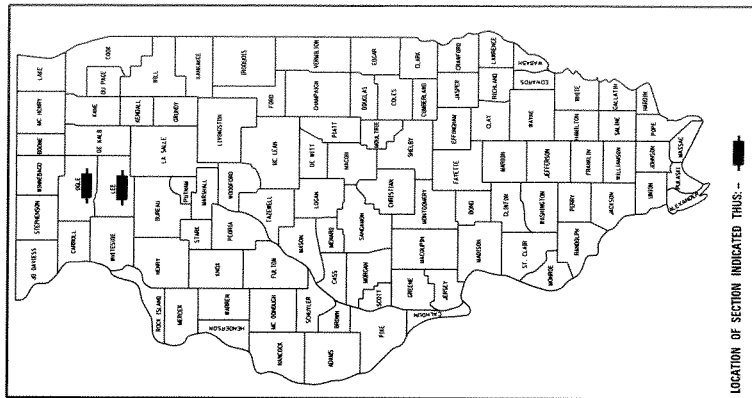 JO DAVIESS
STEPHENSON
WINNEBAGO
BOONE
MC HENRY
LAKE
CARROLL
OGLE
DE KALB
KANE
DU PAGE
COOK
WHITESIDE
LEE
KENDALL
WILL
ROCK ISLAND
HENRY
BUREAU
LA SALLE
GRUNDY
KANKAKEE
MERCER
PUTNAM
STARK
MARSHALL
LIVINGSTON
IROQUOIS
HENDERSON
WARREN
KNOX
PEORIA
WOODFORD
FORD
HANCOCK
MC DONOUGH
FULTON
TAZEWELL
MC LEAN
VERMILION
CHAMPAIGN
ADAMS
SCHUYLER
MASON
LOGAN
DE WITT
PIATT
BROWN
CASS
MENARD
MACON
DOUGLAS
EDGAR
PIKE
SCOTT
MORGAN
SANGAMON
CHRISTIAN
MOULTRIE
COLES
SHELBY
CUMBERLAND
CLARK
CALHOUN
GREENE
JERSEY
MACOUPIN
MONTGOMERY
FAYETTE
EFFINGHAM
JASPER
CRAWFORD
MADISON
BOND
CLAY
RICHLAND
LAWRENCE
ST. CLAIR
CLINTON
MARION
WAYNE
EDWARDS
WABASH
MONROE
WASHINGTON
JEFFERSON
RANDOLPH
PERRY
FRANKLIN
HAMILTON
WHITE
JACKSON
WILLIAMSON
SALINE
GALLATIN
UNION
JOHNSON
POPE
HARDIN
ALEXANDER
PULASKI
MASSAC
LOCATION OF SECTION INDICATED THUS: -